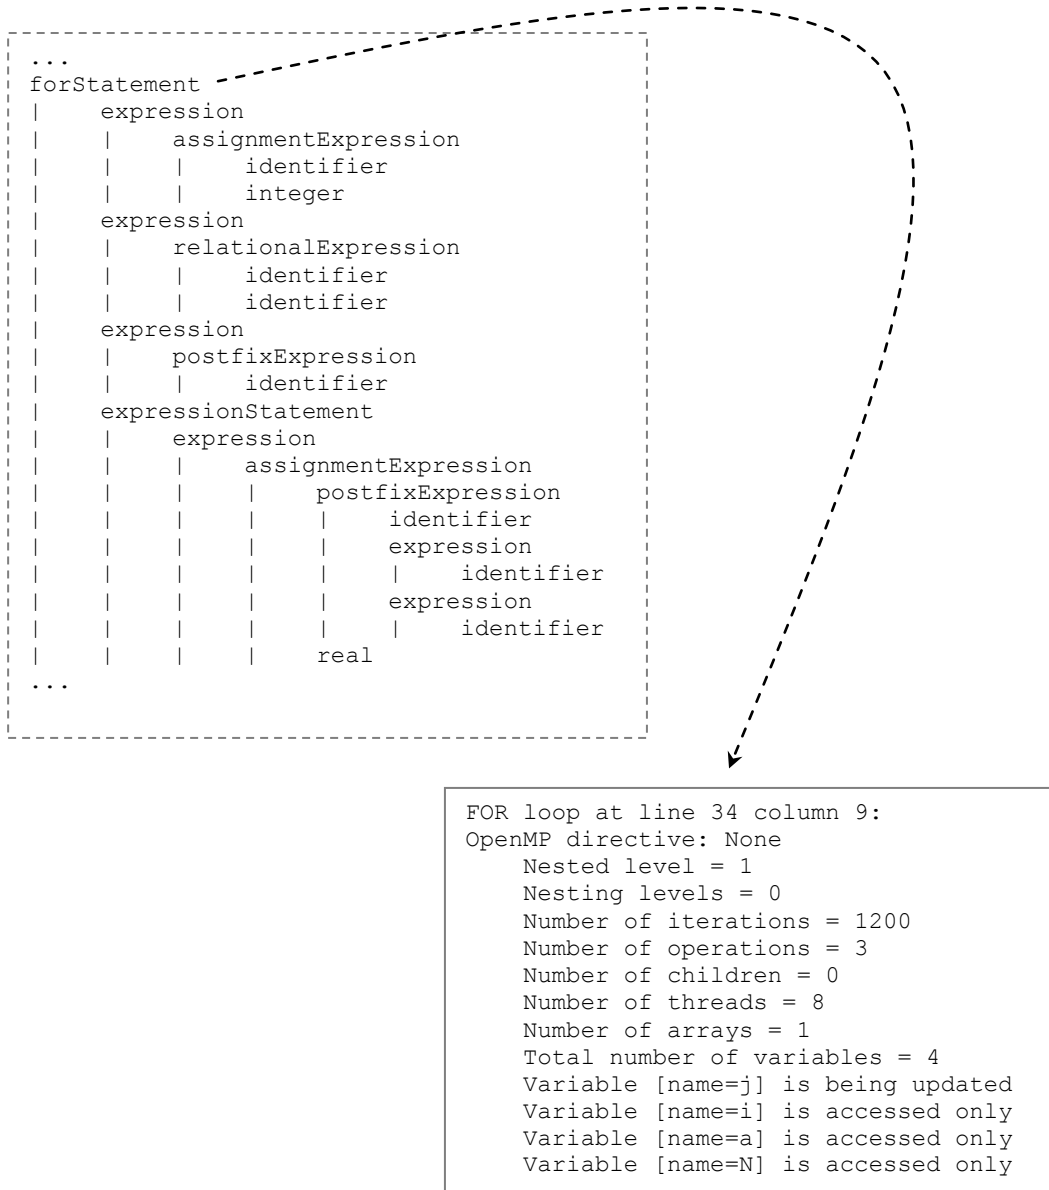 ...
forStatement
|    expression
|    |    assignmentExpression
|    |    |    identifier
|    |    |    integer
|    expression
|    |    relationalExpression
|    |    |    identifier
|    |    |    identifier
|    expression
|    |    postfixExpression
|    |    |    identifier
|    expressionStatement
|    |    expression
|    |    |    assignmentExpression
|    |    |    |    postfixExpression
|    |    |    |    |    identifier
|    |    |    |    |    expression
|    |    |    |    |    |    identifier
|    |    |    |    |    expression
|    |    |    |    |    |    identifier
|    |    |    |    real
...
FOR loop at line 34 column 9:
OpenMP directive: None
    Nested level = 1
    Nesting levels = 0
    Number of iterations = 1200
    Number of operations = 3
    Number of children = 0
    Number of threads = 8
    Number of arrays = 1
    Total number of variables = 4
    Variable [name=j] is being updated
    Variable [name=i] is accessed only
    Variable [name=a] is accessed only
    Variable [name=N] is accessed only